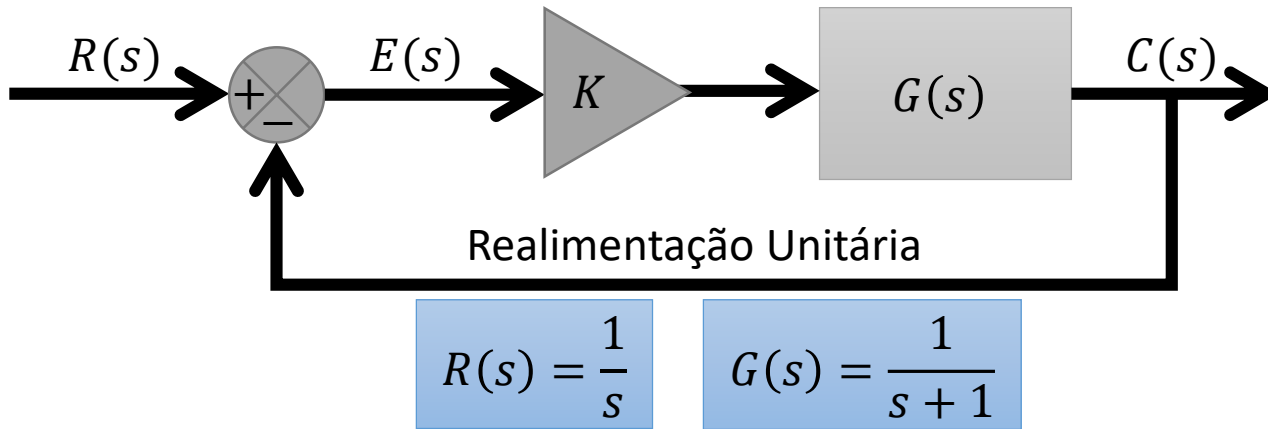 R(s)
E(s)
C(s)
+
−
K
G(s)
Realimentação Unitária
R(s) = 1/s
G(s) = 1/(s + 1)